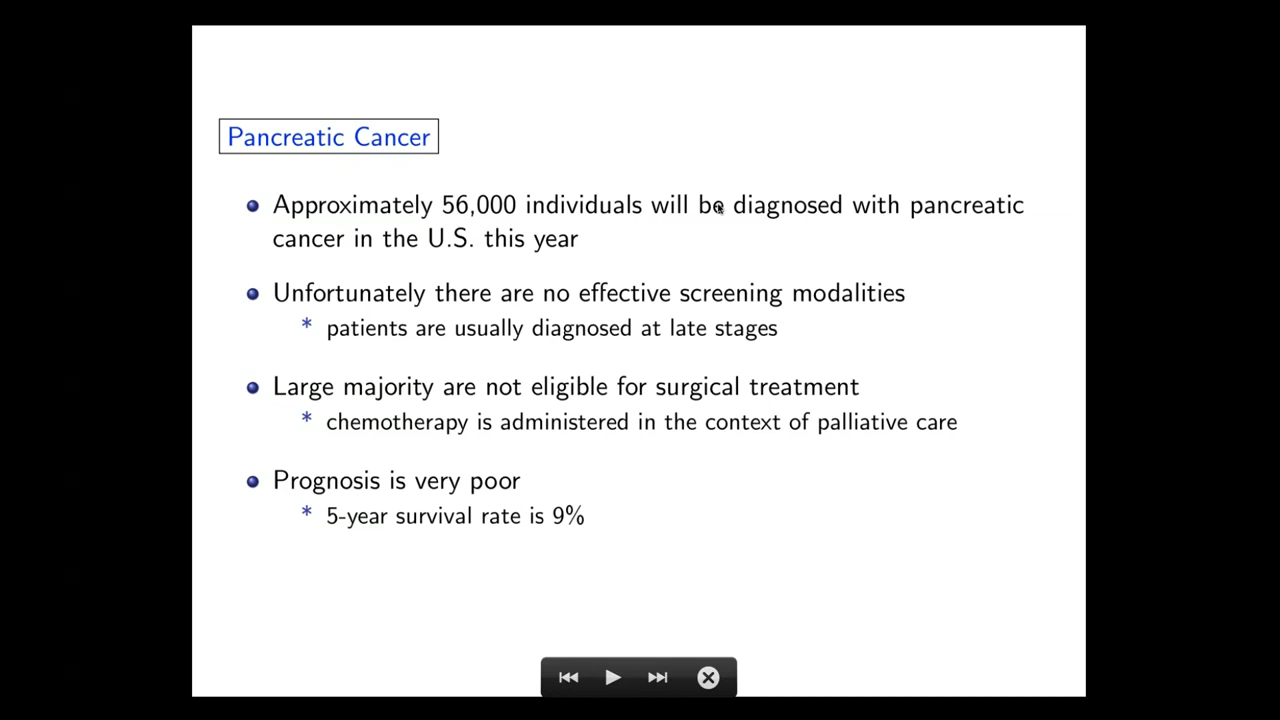 Pancreatic Cancer
Approximately 56,000 individuals will be diagnosed with pancreatic
cancer in the U.S. this year
Unfortunately there are no effective screening modalities
* patients are usually diagnosed at late stages
Large majority are not eligible for surgical treatment
* chemotherapy is administered in the context of palliative care
Prognosis is very poor
* 5-year survival rate is 9%